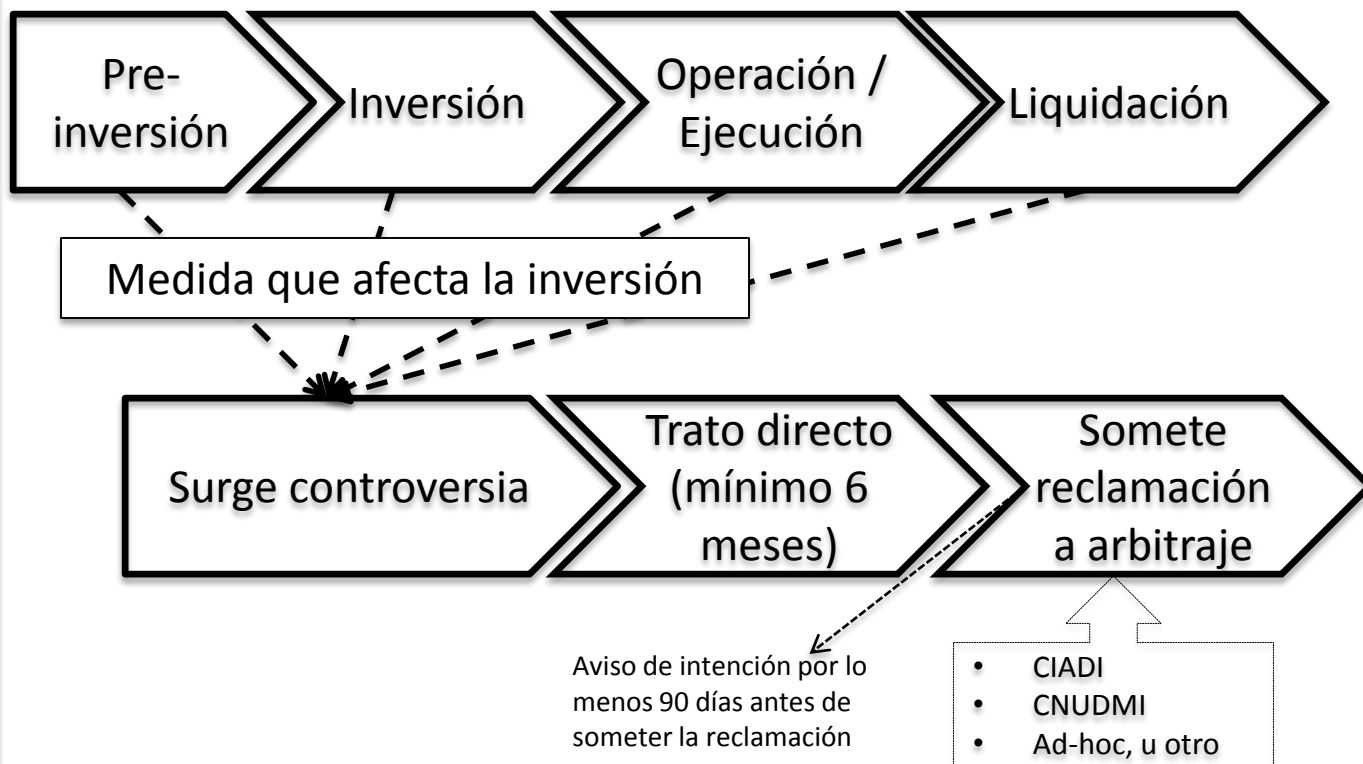 Pre-
inversión
Inversión
Operación /
Ejecución
Liquidación
Medida que afecta la inversión
Surge controversia
Trato directo
(mínimo 6
meses)
Somete
reclamación
a arbitraje
Aviso de intención por lo
menos 90 días antes de
someter la reclamación
• CIADI
• CNUDMI
• Ad-hoc, u otro